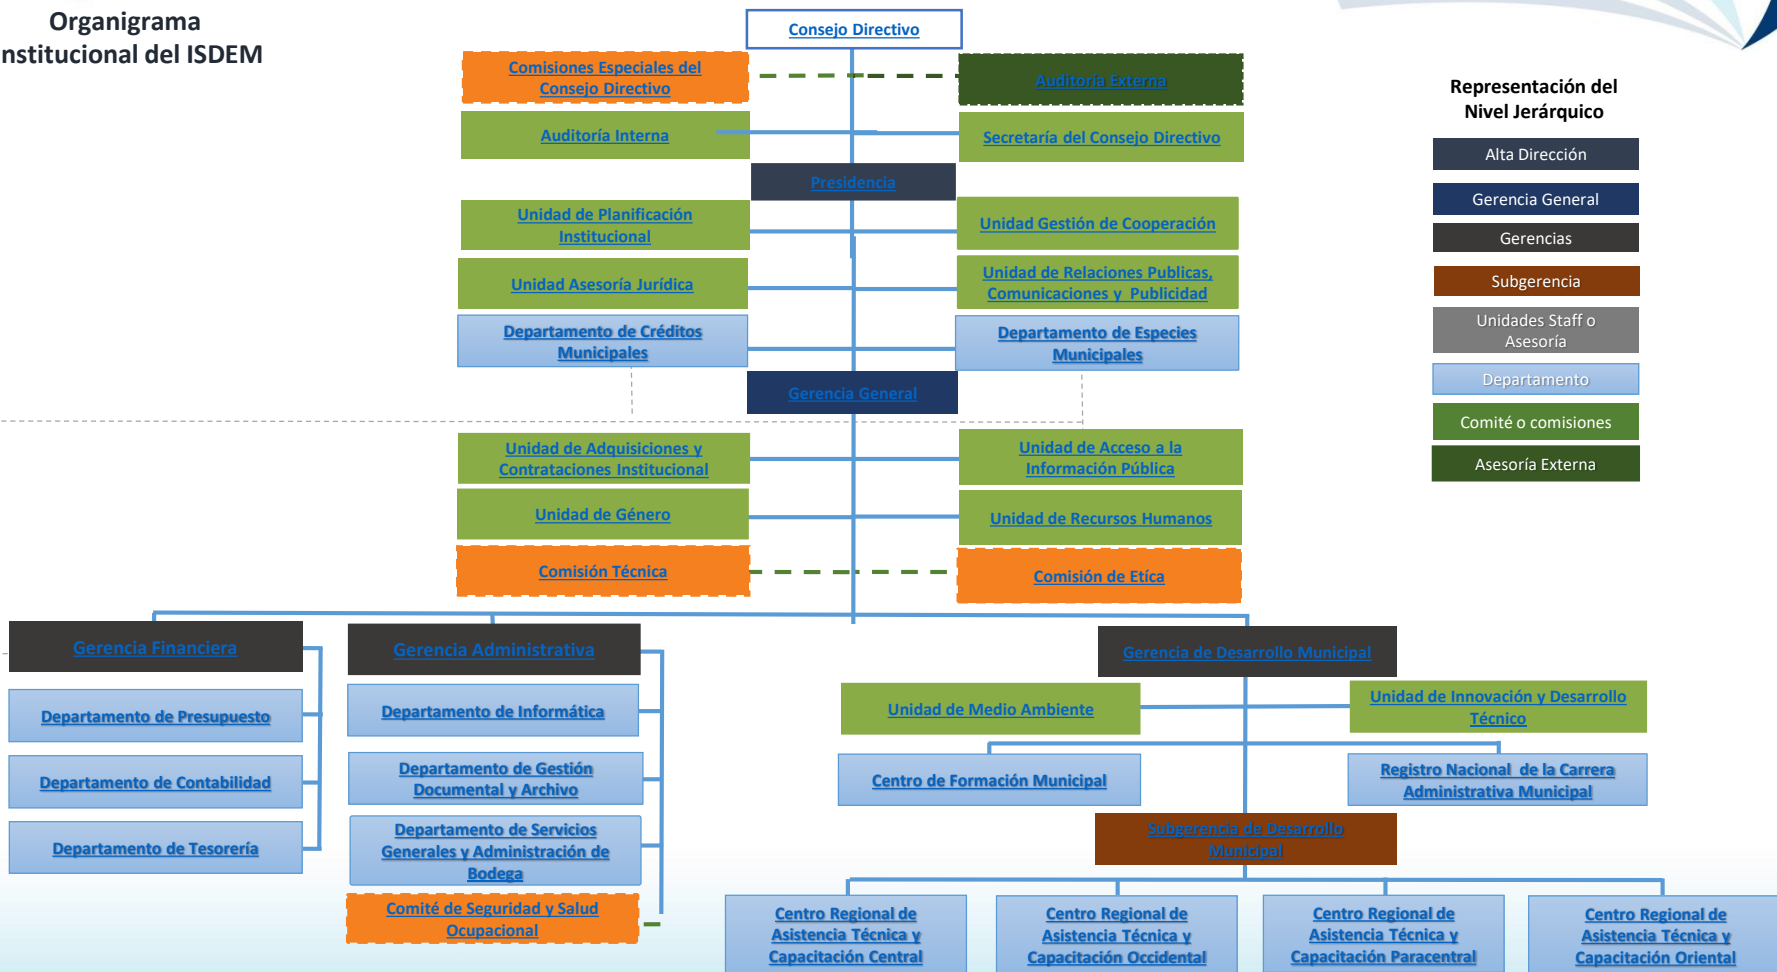 Organigrama
nstitucional del ISDEM
Consejo Directivo
Comisiones Especiales del
Consejo Directivo
Auditoría Externa
Auditoría Interna
Secretaría del Consejo Directivo
Presidencia
Unidad de Planificación
Institucional
Unidad Gestión de Cooperación
Unidad Asesoría Jurídica
Unidad de Relaciones Publicas,
Comunicaciones y Publicidad
Departamento de Créditos
Municipales
Departamento de Especies
Municipales
Gerencia General
Unidad de Adquisiciones y
Contrataciones Institucional
Unidad de Acceso a la
Información Pública
Unidad de Género
Unidad de Recursos Humanos
Comisión Técnica
Comisión de Etíca
Gerencia Financiera
Gerencia Administrativa
Gerencia de Desarrollo Municipal
Departamento de Presupuesto
Departamento de Contabilidad
Departamento de Tesorería
Departamento de Informática
Departamento de Gestión
Documental y Archivo
Departamento de Servicios
Generales y Administración de
Bodega
Comité de Seguridad y Salud
Ocupacional
Unidad de Medio Ambiente
Unidad de Innovación y Desarrollo
Técnico
Centro de Formación Municipal
Registro Nacional de la Carrera
Administrativa Municipal
Subgerencia de Desarrollo
Municipal
Centro Regional de
Asistencia Técnica y
Capacitación Central
Centro Regional de
Asistencia Técnica y
Capacitación Occidental
Centro Regional de
Asistencia Técnica y
Capacitación Paracentral
Centro Regional de
Asistencia Técnica y
Capacitación Oriental
Representación del
Nivel Jerárquico
Alta Dirección
Gerencia General
Gerencias
Subgerencia
Unidades Staff o
Asesoría
Departamento
Comité o comisiones
Asesoría Externa